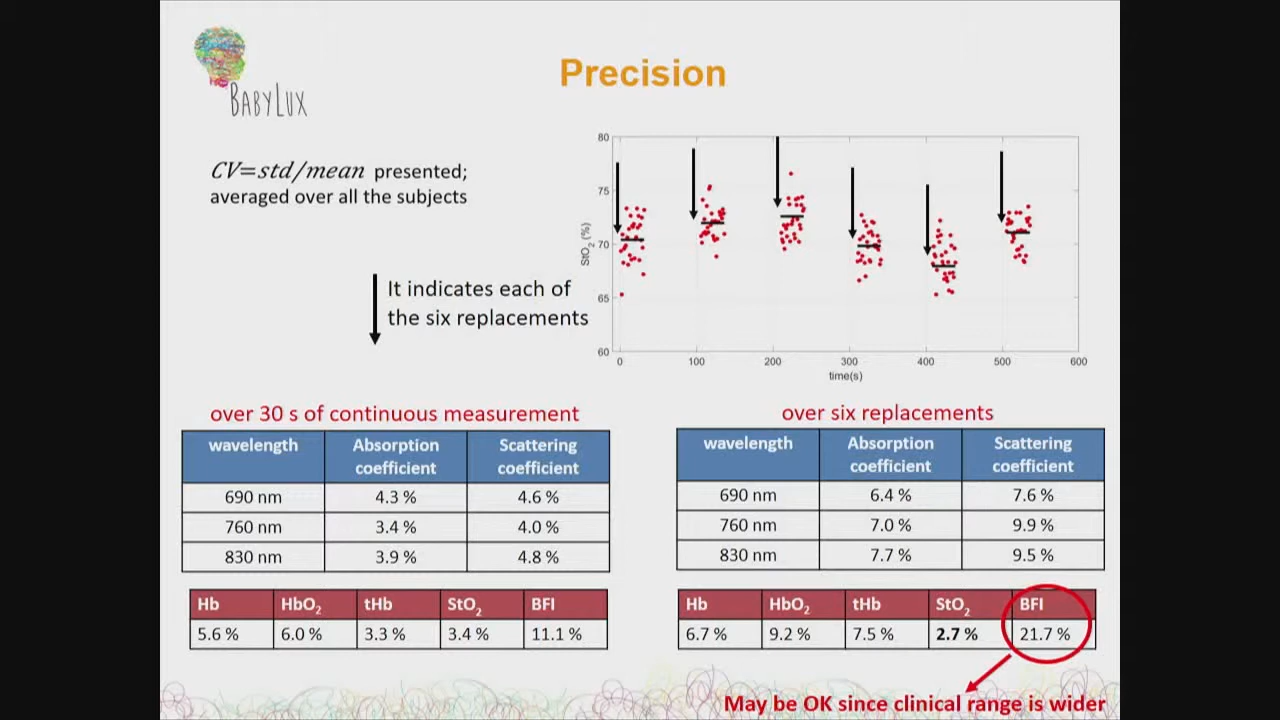 BABYLUX
Precision
CV=std/mean presented;
averaged over all the subjects
It indicates each of
the six replacements
80
75
70
65
60
StO2 (%)
0 100 200 300 400 500 600
time(s)
over 30 s of continuous measurement
wavelength Absorption coefficient Scattering coefficient
690 nm 4.3 % 4.6 %
760 nm 3.4 % 4.0 %
830 nm 3.9 % 4.8 %
Hb HbO2 tHb StO2 BFI
5.6 % 6.0 % 3.3 % 3.4 % 11.1 %
over six replacements
wavelength Absorption coefficient Scattering coefficient
690 nm 6.4 % 7.6 %
760 nm 7.0 % 9.9 %
830 nm 7.7 % 9.5 %
Hb HbO2 tHb StO2 BFI
6.7 % 9.2 % 7.5 % 2.7 % 21.7 %
May be OK since clinical range is wider